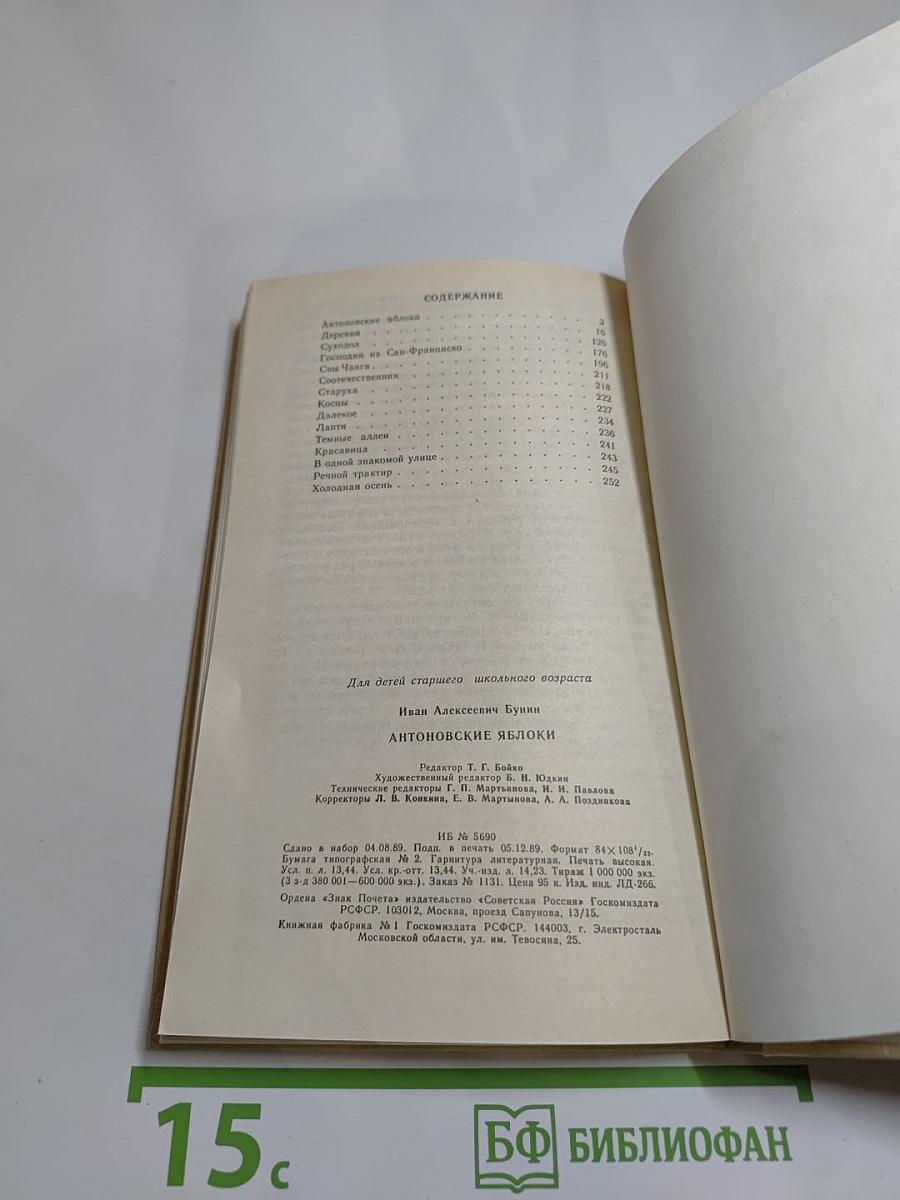 СОДЕРЖАНИЕ
Антоновские яблоки 3
Деревня 16
Суходол 126
Господин из Сан-Франциско 176
Сны Чанга 196
Соотечественник 211
Старуха 218
Косцы 222
Далекое 227
Лапти 234
Темные аллеи 236
Красавица 241
В одной знакомой улице 243
Речной трактир 245
Холодная осень 252
Для детей старшего школьного возраста
Иван Алексеевич Бунин
АНТОНОВСКИЕ ЯБЛОКИ
Редактор Т. Г. Бойко
Художественный редактор Б. Н. Юдкин
Технические редакторы Г. П. Мартьянова, И. И. Павлова
Корректоры Л. В. Конкина, Е. В. Мартынова, А. А. Позднякова
ИБ № 5690
Сдано в набор 04.08.89. Подп. в печать 05.12.89. Формат 84×108¹/₃₂.
Бумага типографская № 2. Гарнитура литературная. Печать высокая.
Усл. п. л. 13,44. Усл. кр.-отт. 13,44. Уч.-изд. л. 14,23. Тираж 1 000 000 экз.
(3 з-д 380 001—600 000 экз.). Заказ № 1131. Цена 95 к. Изд. инд. ЛД-266.
Ордена «Знак Почета» издательство «Советская Россия» Госкомиздата
РСФСР. 103012, Москва, проезд Сапунова, 13/15.
Книжная фабрика №1 Госкомиздата РСФСР. 144003, г. Электросталь
Московской области, ул. им. Тевосяна, 25.
15 с
БФ БИБЛИОФАН